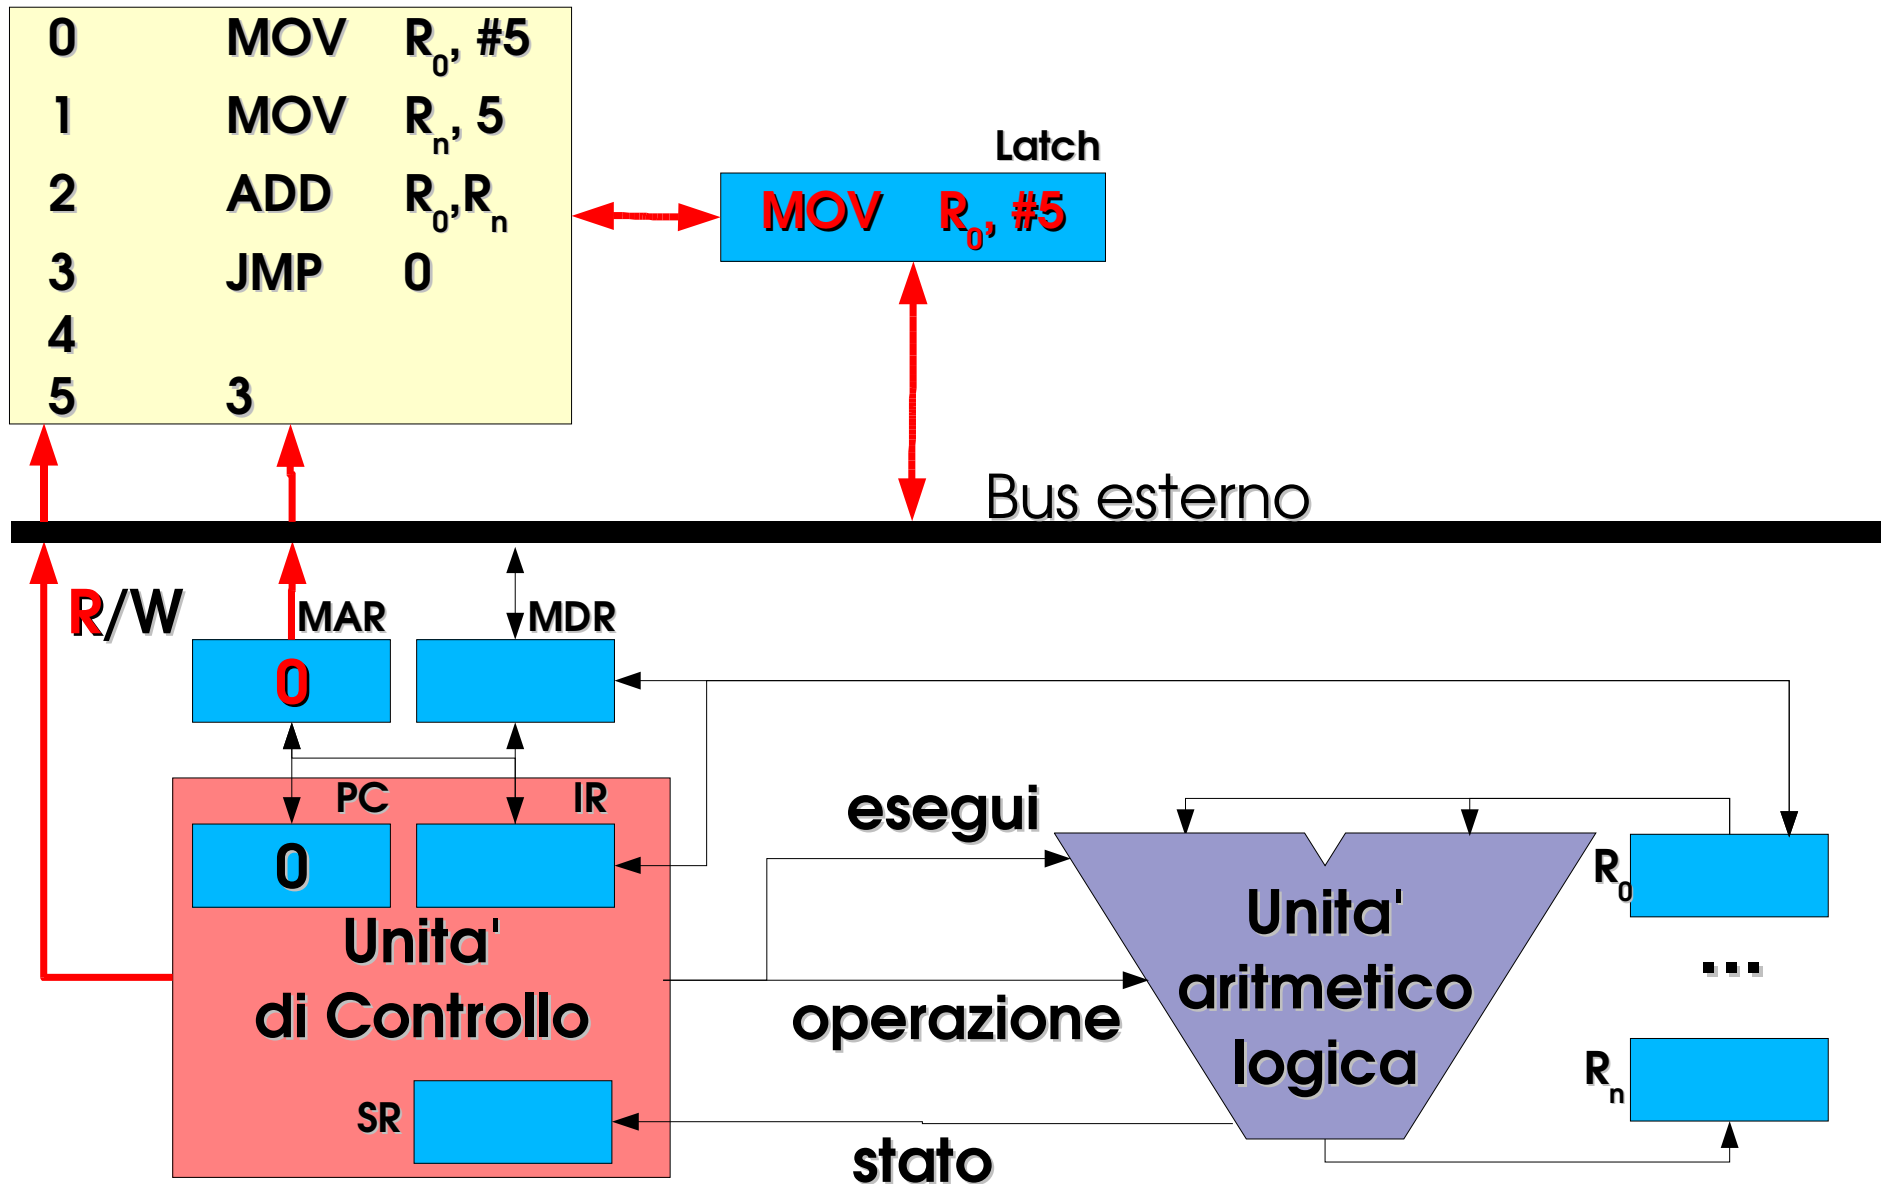 0 MOV R0, #5
1 MOV Rn, 5
2 ADD R0,Rn
3 JMP 0
4
5 3
Latch
MOV R0, #5
Bus esterno
R/W
MAR
MDR
0
PC
IR
0
Unita'
di Controllo
SR
esegui
operazione
stato
Unita'
aritmetico
logica
R0
...
Rn